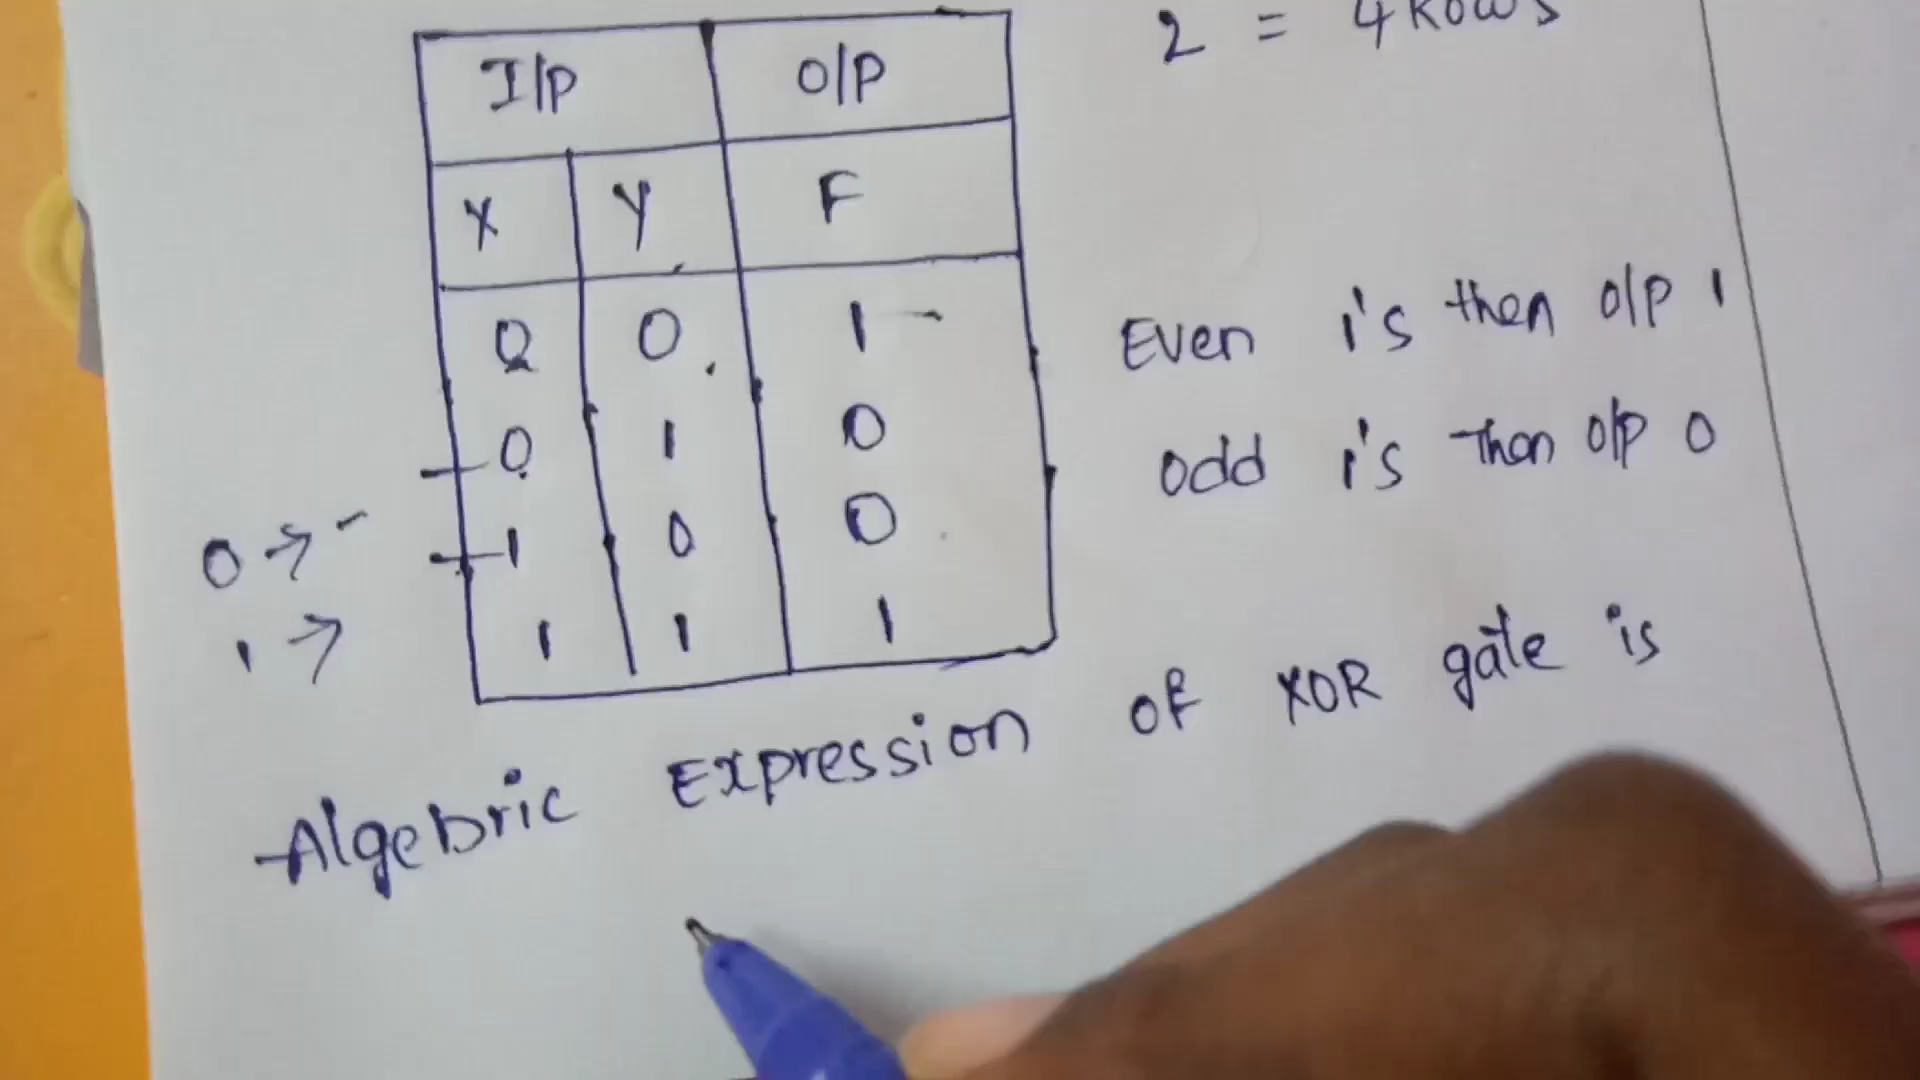 2 = 4 Rows
I/P O/P
X Y F
0 0 1
0 1 0
1 0 0
1 1 1
Even 1's then O/P 1
odd 1's then O/P 0
0 → -
1 →
Algebric Expression of XOR gate is